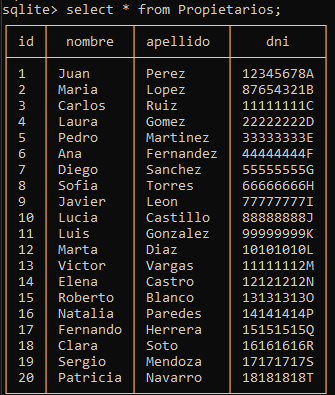 sqlite> select * from Propietarios;
id nombre apellido dni
1 Juan Perez 12345678A
2 Maria Lopez 87654321B
3 Carlos Ruiz 11111111C
4 Laura Gomez 22222222D
5 Pedro Martinez 33333333E
6 Ana Fernandez 44444444F
7 Diego Sanchez 55555555G
8 Sofia Torres 66666666H
9 Javier Leon 77777777I
10 Lucia Castillo 88888888J
11 Luis Gonzalez 99999999K
12 Marta Diaz 10101010L
13 Victor Vargas 11111112M
14 Elena Castro 12121212N
15 Roberto Blanco 13131313O
16 Natalia Paredes 14141414P
17 Fernando Herrera 15151515Q
18 Clara Soto 16161616R
19 Sergio Mendoza 17171717S
20 Patricia Navarro 18181818T